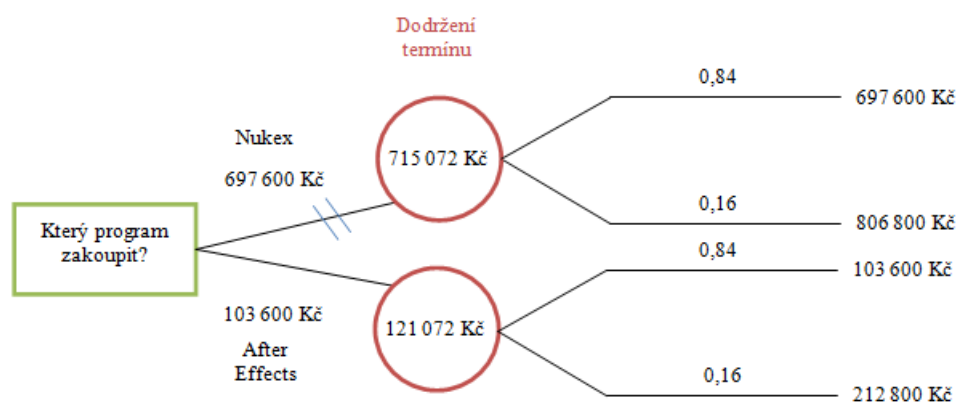 Dodržení
termínu
0,84
697 600 Kč
Nukex
697 600 Kč
715 072 Kč
0,16
806 800 Kč
Který program
zakoupit?
0,84
103 600 Kč
103 600 Kč
After
Effects
121 072 Kč
0,16
212 800 Kč